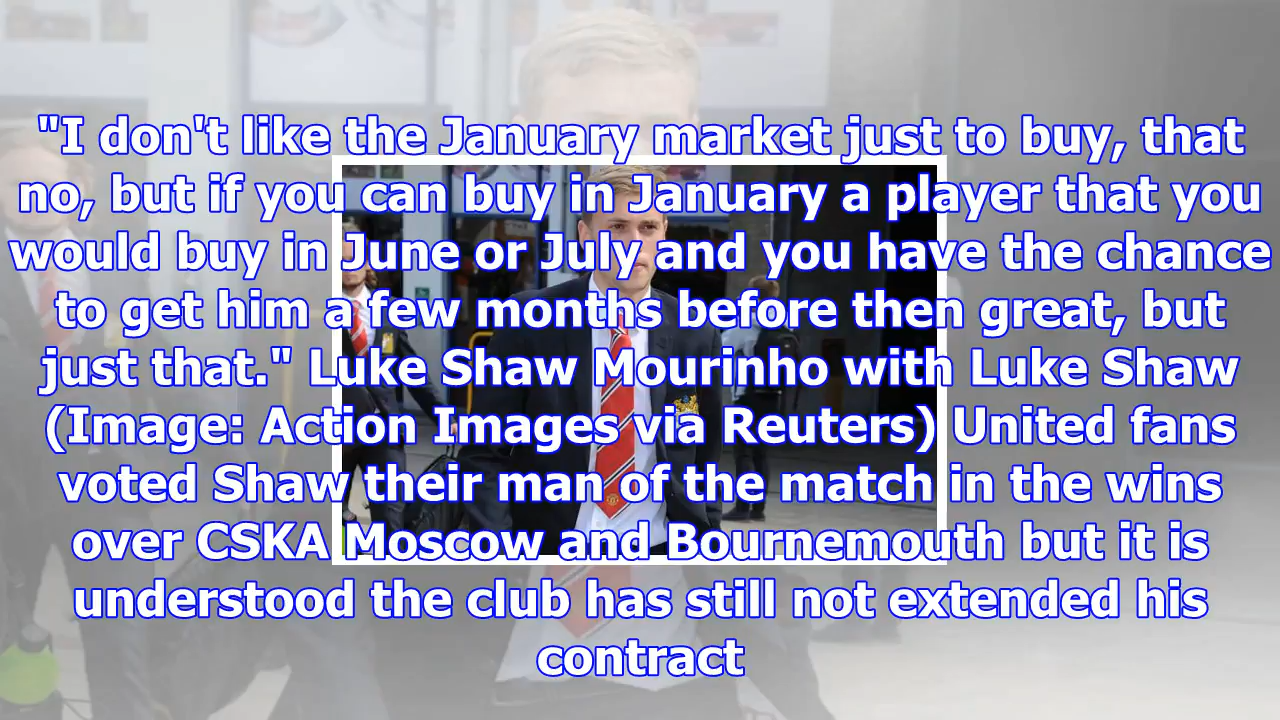 "I don't like the January market just to buy, that
no, but if you can buy in January a player that you
would buy in June or July and you have the chance
to get him a few months before then great, but
just that." Luke Shaw Mourinho with Luke Shaw
(Image: Action Images via Reuters) United fans
voted Shaw their man of the match in the wins
over CSKA Moscow and Bournemouth but it is
understood the club has still not extended his
contract